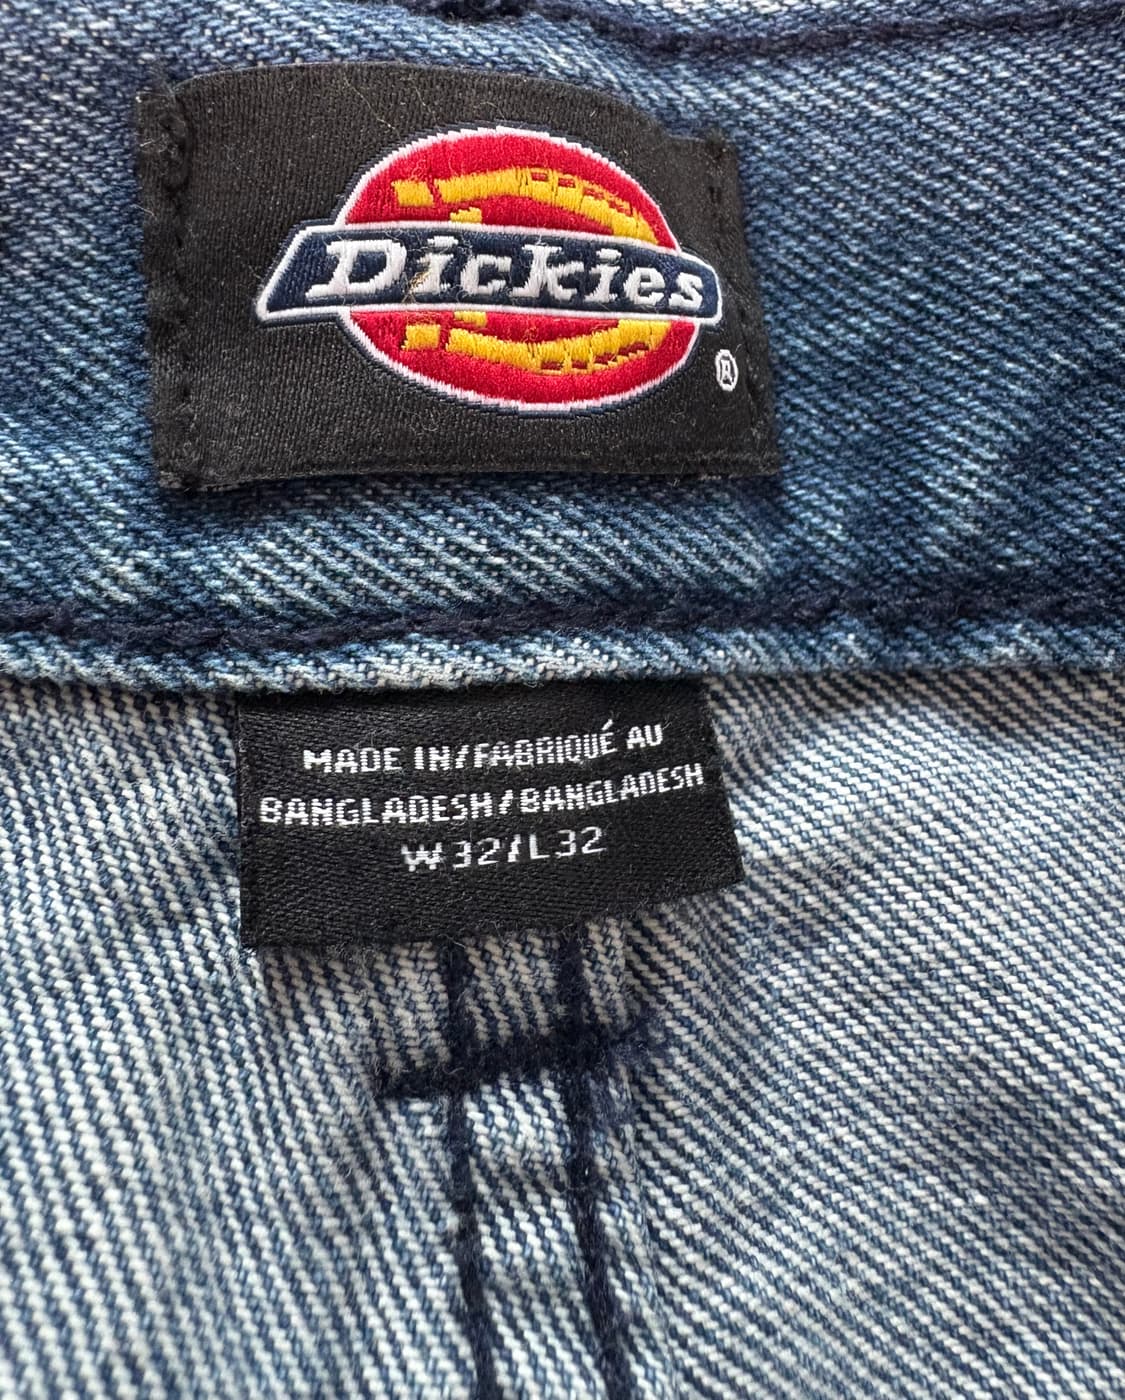 Dickies
®
MADE IN/FABRIQUÉ AU
BANGLADESH/BANGLADESH
W32/L32